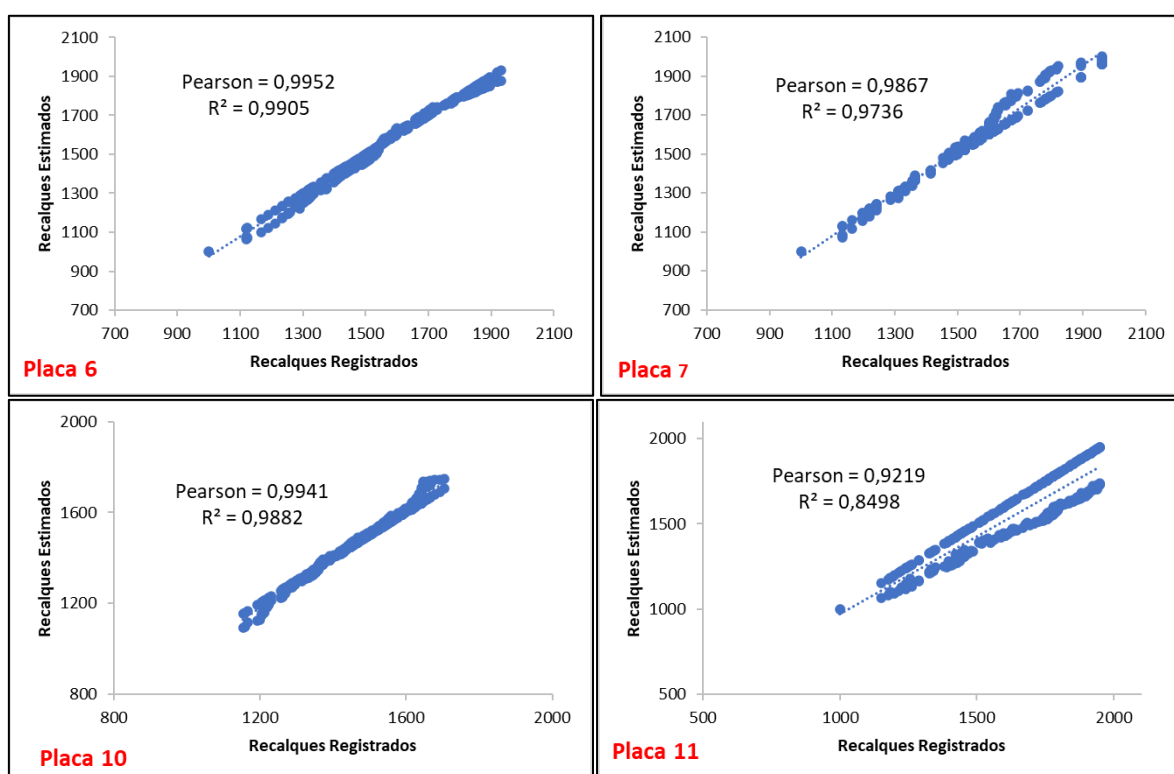 2100
1900
1700
1500
1300
1100
900
700
Recalques Estimados
Pearson = 0,9952
R² = 0,9905
700 900 1100 1300 1500 1700 1900 2100
Recalques Registrados
Placa 6
2100
1900
1700
1500
1300
1100
900
700
Recalques Estimados
Pearson = 0,9867
R² = 0,9736
700 900 1100 1300 1500 1700 1900 2100
Recalques Registrados
Placa 7
2000
1600
1200
800
Recalques Estimados
Pearson = 0,9941
R² = 0,9882
800 1200 1600 2000
Recalques Registrados
Placa 10
2000
1500
1000
500
Recalques Estimados
Pearson = 0,9219
R² = 0,8498
500 1000 1500 2000
Recalques Registrados
Placa 11